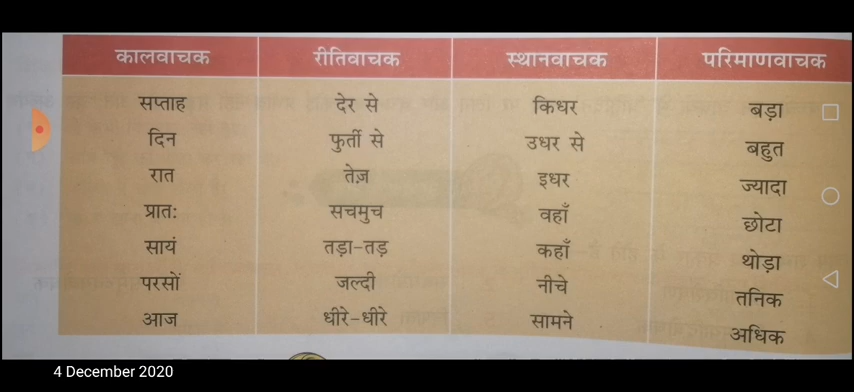 कालवाचक रीतिवाचक स्थानवाचक परिमाणवाचक
सप्ताह देर से किधर बड़ा
दिन फुर्ती से उधर से बहुत
रात तेज़ इधर ज्यादा
प्रात: सचमुच वहाँ छोटा
सायं तड़ा-तड़ कहाँ थोड़ा
परसों जल्दी नीचे तनिक
आज धीरे-धीरे सामने अधिक
4 December 2020